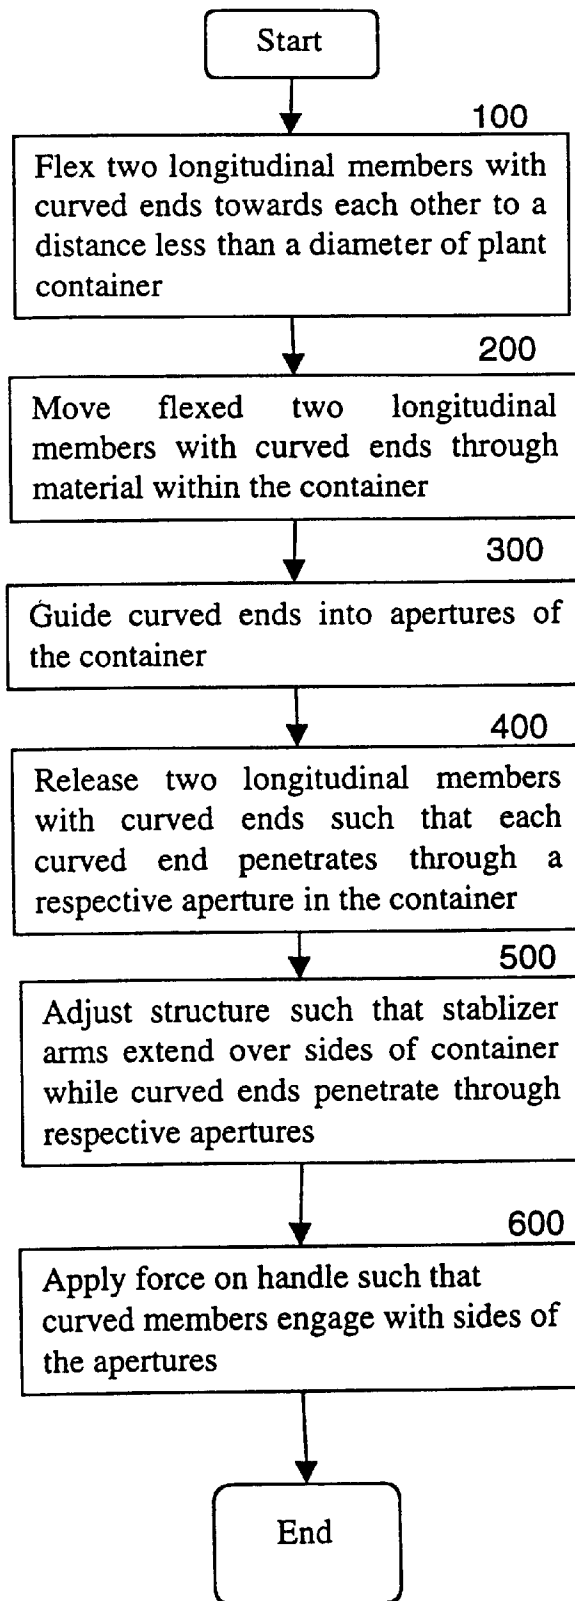 Start
100
Flex two longitudinal members with
curved ends towards each other to a
distance less than a diameter of plant
container
200
Move flexed two longitudinal
members with curved ends through
material within the container
300
Guide curved ends into apertures of
the container
400
Release two longitudinal members
with curved ends such that each
curved end penetrates through a
respective aperture in the container
500
Adjust structure such that stablizer
arms extend over sides of container
while curved ends penetrate through
respective apertures
600
Apply force on handle such that
curved members engage with sides of
the apertures
End